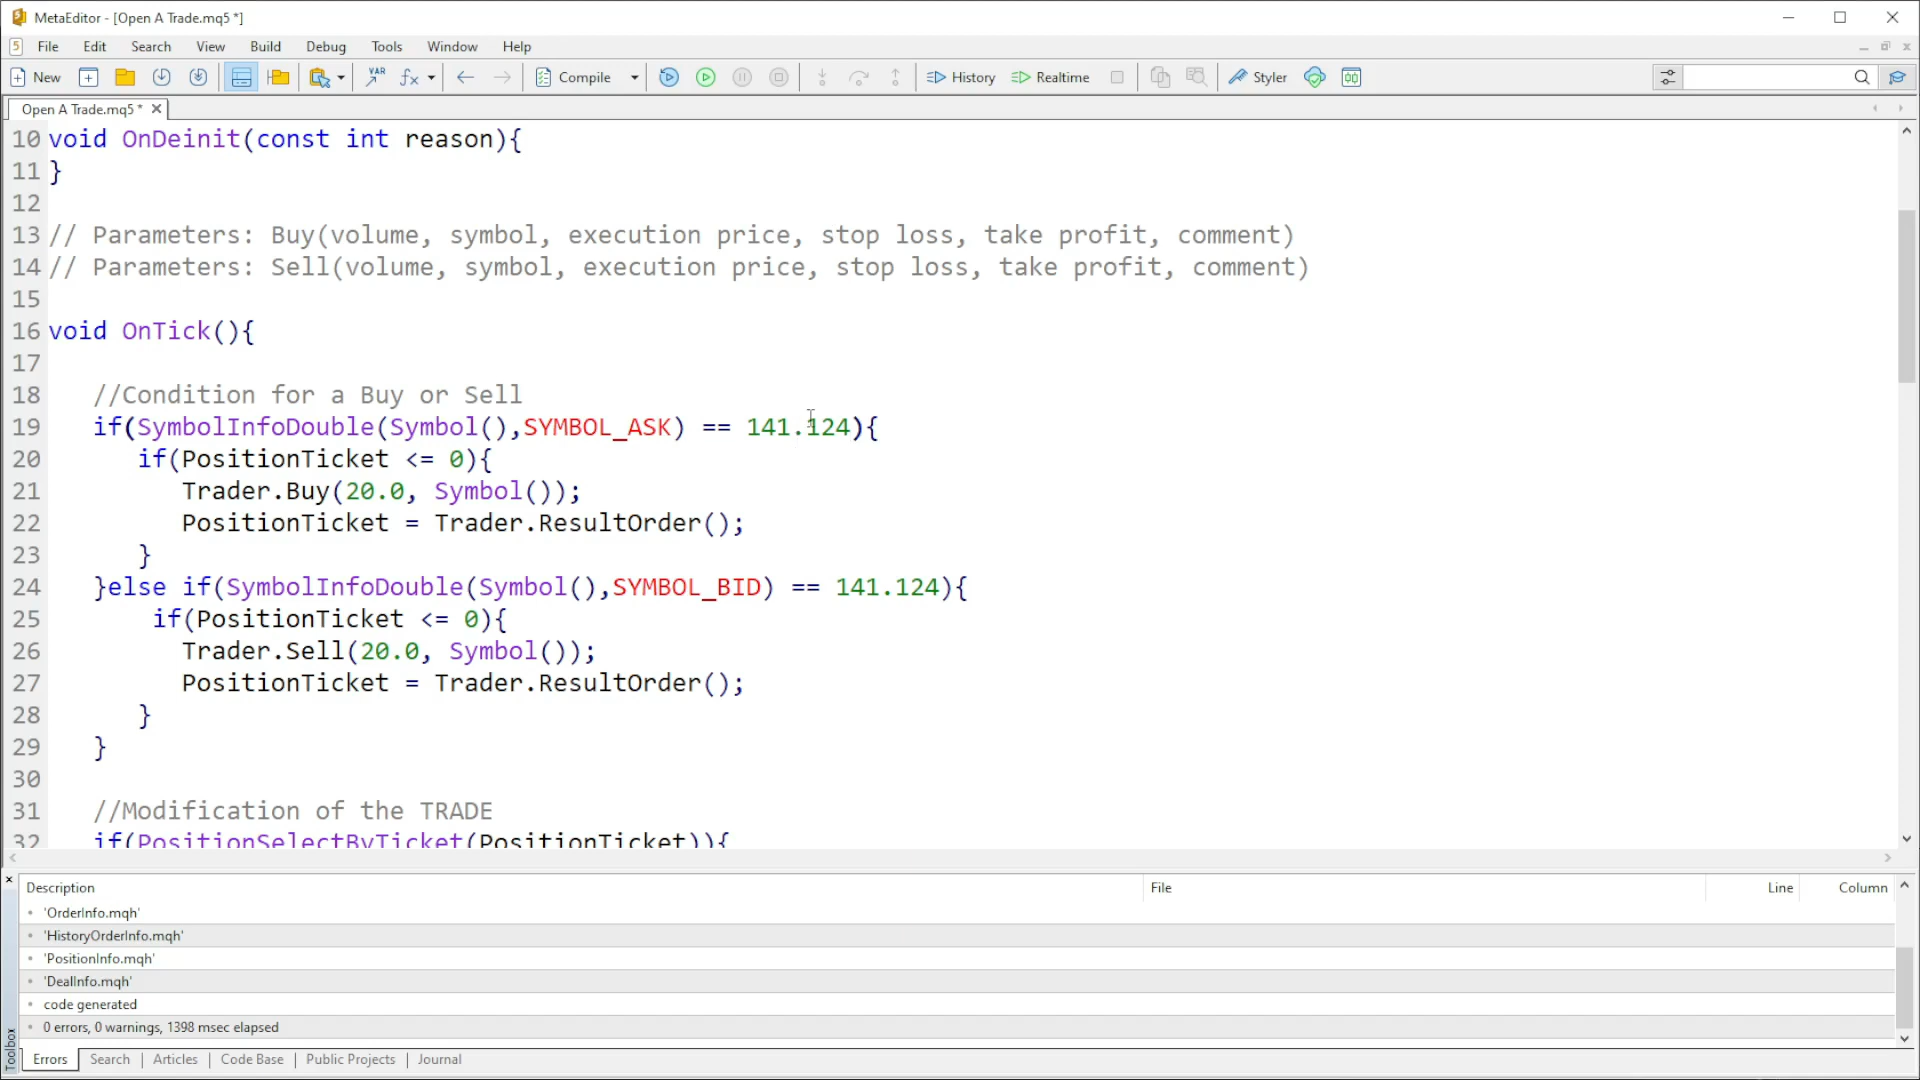 MetaEditor - [Open A Trade.mq5 *]
File Edit Search View Build Debug Tools Window Help
New VAR Compile History Realtime Styler
Open A Trade.mq5 *
10 void OnDeinit(const int reason){
11 }
12
13 // Parameters: Buy(volume, symbol, execution price, stop loss, take profit, comment)
14 // Parameters: Sell(volume, symbol, execution price, stop loss, take profit, comment)
15
16 void OnTick(){
17
18 //Condition for a Buy or Sell
19 if(SymbolInfoDouble(Symbol(),SYMBOL_ASK) == 141.124){
20 if(PositionTicket <= 0){
21 Trader.Buy(20.0, Symbol());
22 PositionTicket = Trader.ResultOrder();
23 }
24 }else if(SymbolInfoDouble(Symbol(),SYMBOL_BID) == 141.124){
25 if(PositionTicket <= 0){
26 Trader.Sell(20.0, Symbol());
27 PositionTicket = Trader.ResultOrder();
28 }
29 }
30
31 //Modification of the TRADE
32 if(PositionSelectByTicket(PositionTicket)){
Description File Line Column
'OrderInfo.mqh'
'HistoryOrderInfo.mqh'
'PositionInfo.mqh'
'DealInfo.mqh'
code generated
0 errors, 0 warnings, 1398 msec elapsed
Toolbox
Errors Search Articles Code Base Public Projects Journal